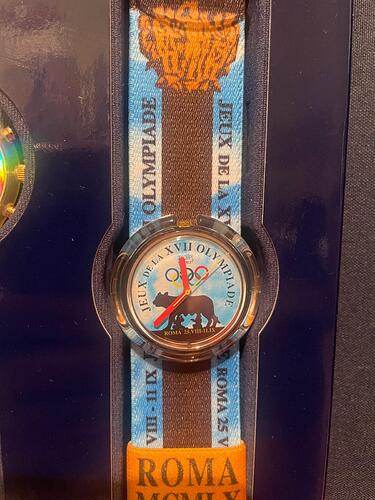 OLYMPIADE
JEUX DE LA X
JEUX DE LA XVII OLYMPIADE
ROMA 25.VIII-11.IX
VIII - 11.IX
ROMA 25 V
ROMA
MCMLX